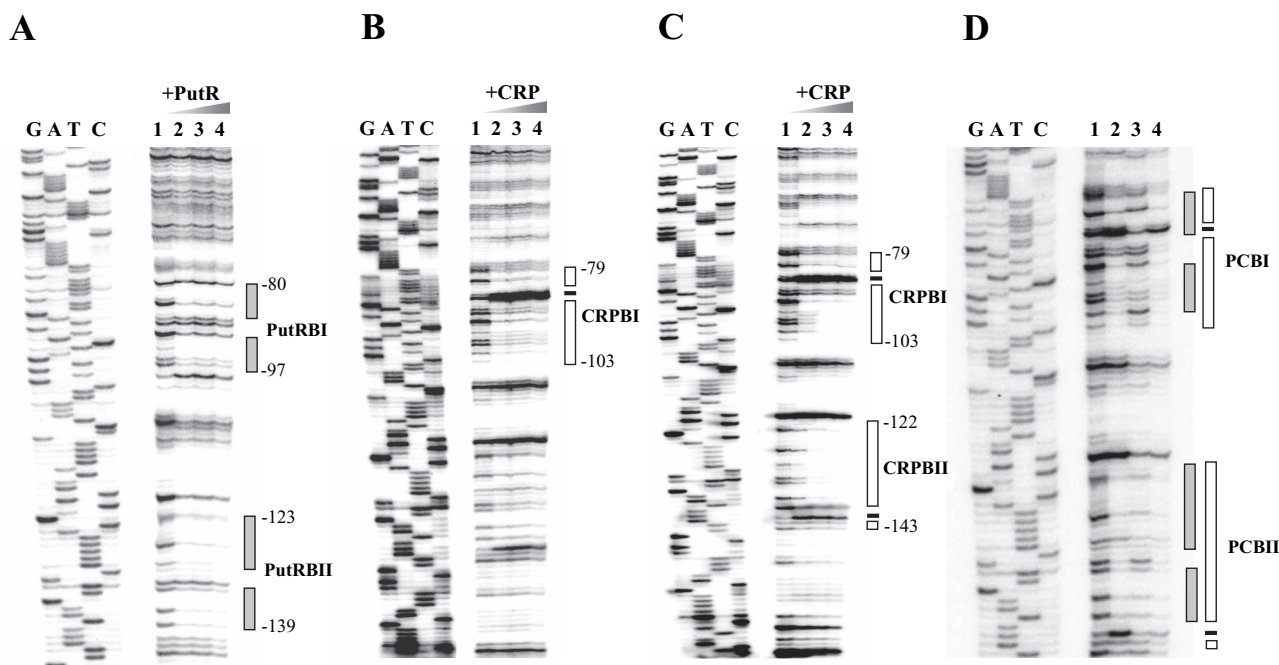 A B C D
+PutR +CRP +CRP
G A T C 1 2 3 4 G A T C 1 2 3 4 G A T C 1 2 3 4 G A T C 1 2 3 4
-80
PutRBI
-97
-123
PutRBII
-139
-79
CRPBI
-103
-79
CRPBI
-103
-122
CRPBII
-143
PCBI
PCBII